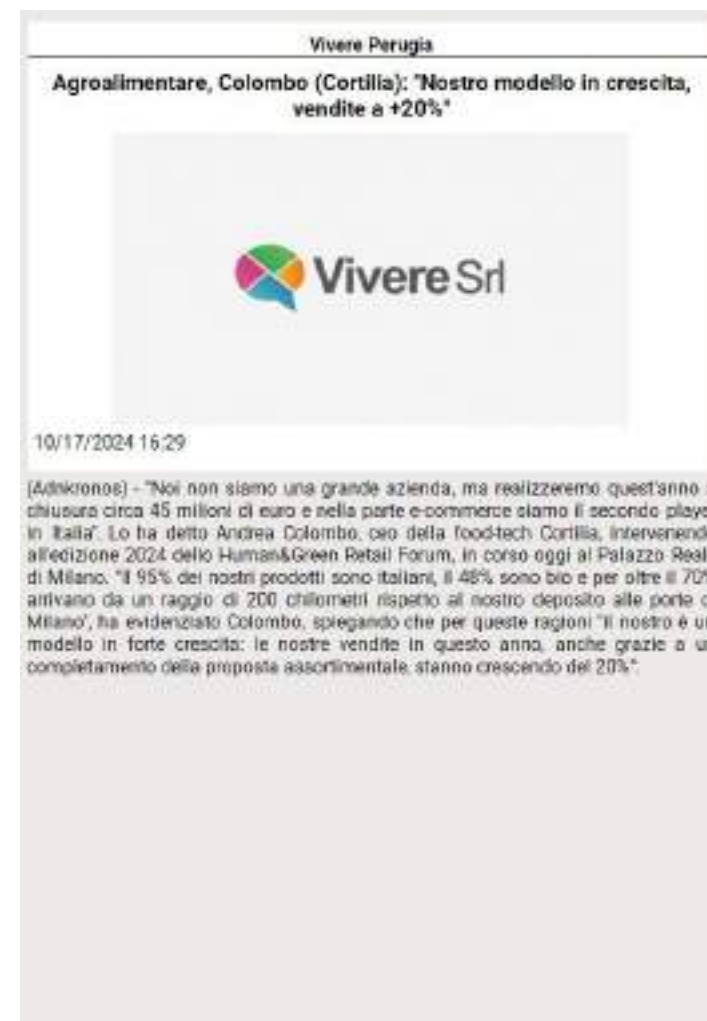 Vivere Perugia
Agroalimentare, Colombo (Cortilia): "Nostro modello in crescita,
vendite a +20%"
Vivere Srl
10/17/2024 16:29
(Adnkronos) - "Noi non siamo una grande azienda, ma realizzeremo quest'anno
chiusura circa 45 milioni di euro e nella parte e-commerce siamo il secondo playe
in Italia". Lo ha detto Andrea Colombo, ceo della food-tech Cortilia, intervenend
all'edizione 2024 dello Human&Green Retail Forum, in corso oggi al Palazzo Real
di Milano. "Il 95% dei nostri prodotti sono italiani, il 48% sono bio e per oltre il 70%
arrivano da un raggio di 200 chilometri rispetto al nostro deposito alle porte d
Milano", ha evidenziato Colombo, spiegando che per queste ragioni "il nostro è un
modello in forte crescita: le nostre vendite in questo anno, anche grazie a un
completamento della proposta assortimentale, stanno crescendo del 20%".